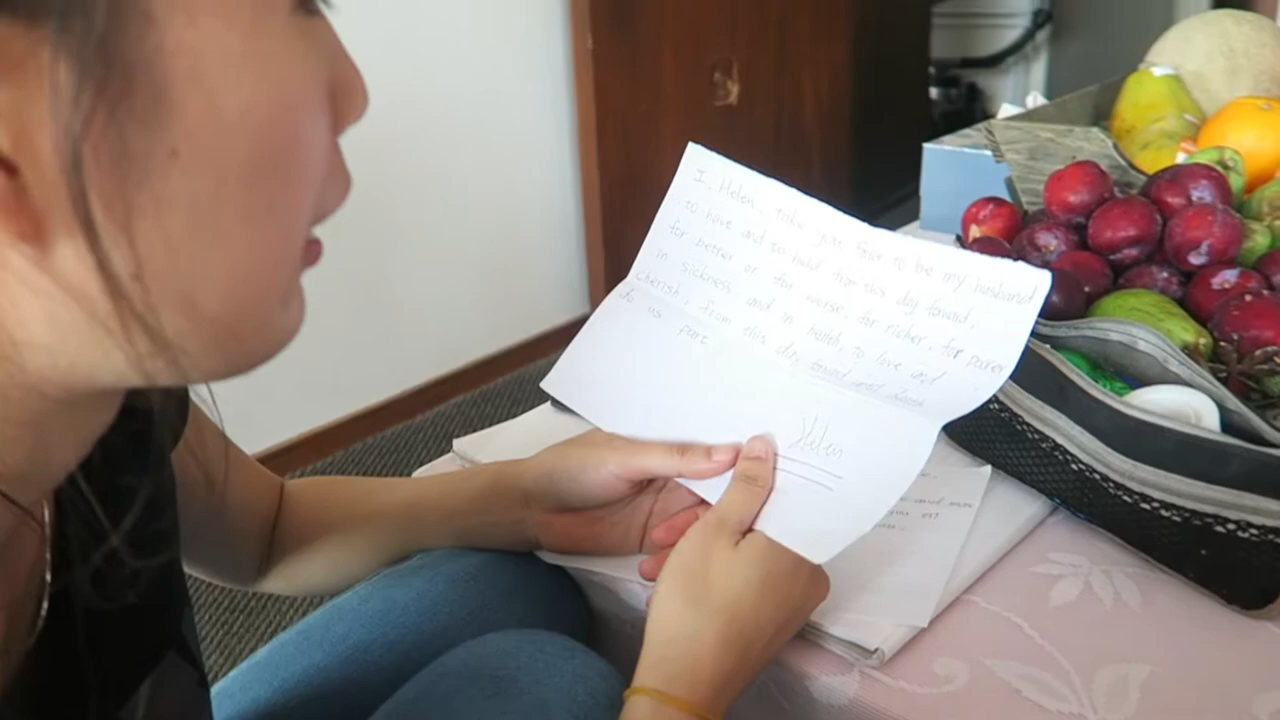 I, Helen, take you to be my husband
to have and to hold from this day forward,
for better or for worse, for richer, for poorer
in sickness and in health, to love and
cherish, from this day forward until
do us part
Helen
you